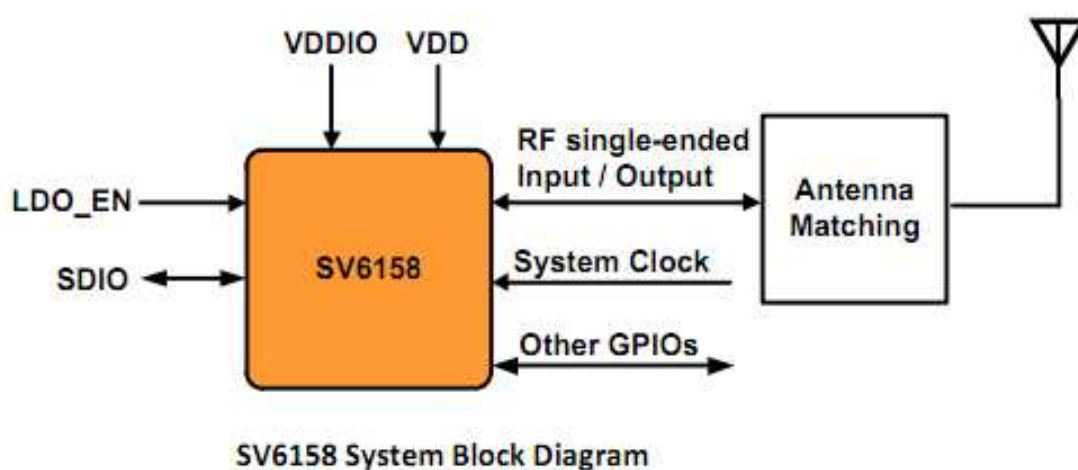 VDDIO VDD
RF single-ended
Input / Output
LDO_EN
Antenna
Matching
SV6158
SDIO
System Clock
Other GPIOs
SV6158 System Block Diagram